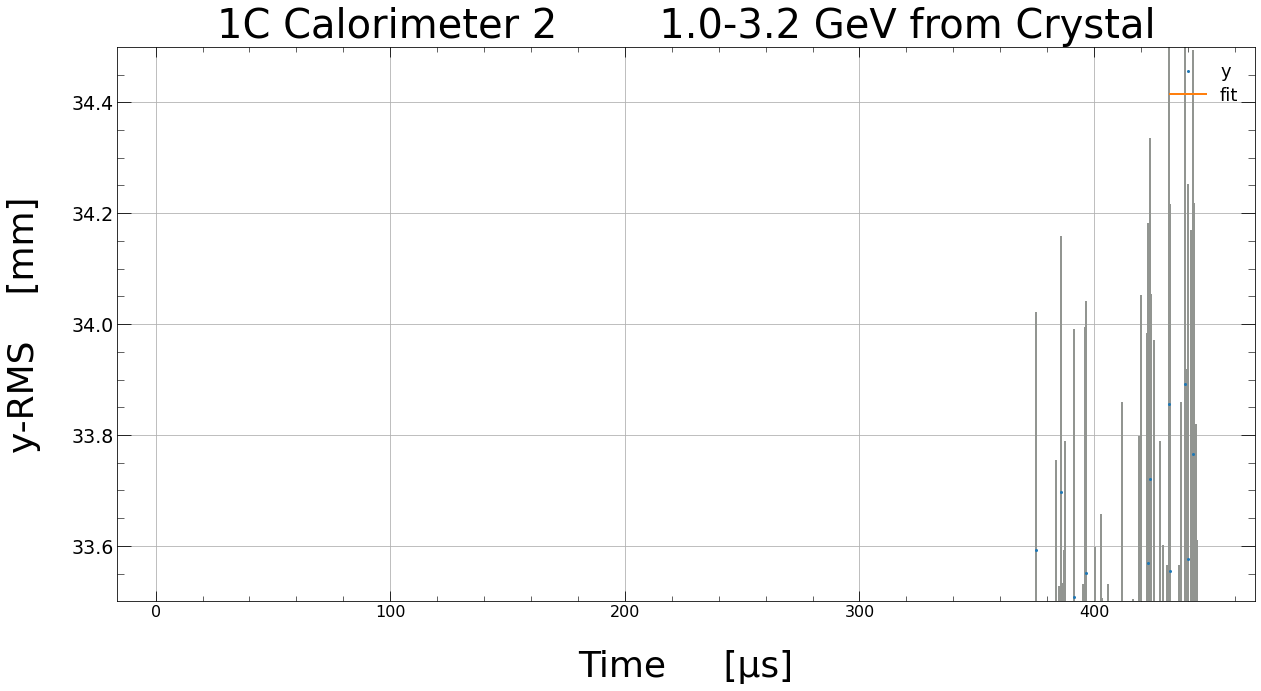 1C Calorimeter 2 1.0-3.2 GeV from Crystal
y
fit
34.4
34.2
34.0
33.8
33.6
y-RMS [mm]
0 100 200 300 400
Time [μs]